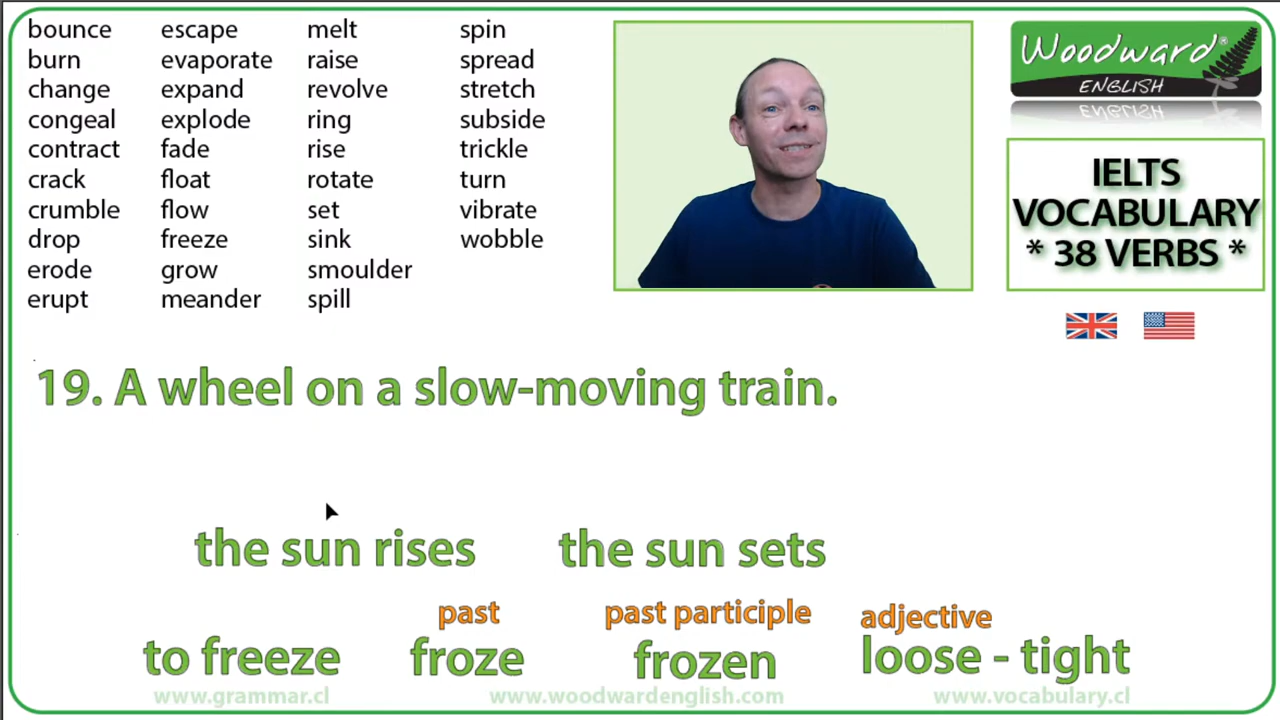 bounce
burn
change
congeal
contract
crack
crumble
drop
erode
erupt
escape
evaporate
expand
explode
fade
float
flow
freeze
grow
meander
melt
raise
revolve
ring
rise
rotate
set
sink
smoulder
spill
spin
spread
stretch
subside
trickle
turn
vibrate
wobble
Woodward®
ENGLISH
IELTS
VOCABULARY
* 38 VERBS *
19. A wheel on a slow-moving train.
the sun rises the sun sets
past past participle adjective
to freeze froze frozen loose - tight
www.grammar.cl www.woodwardenglish.com www.vocabulary.cl